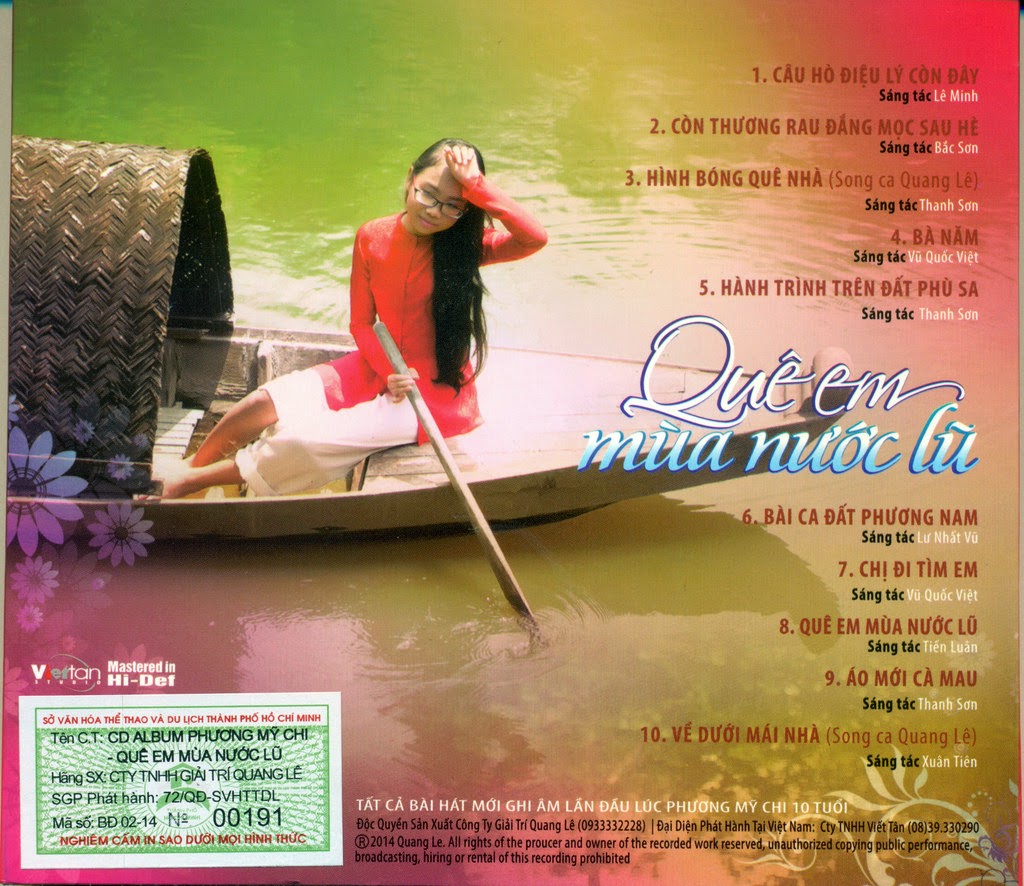 1. CÂU HÒ ĐIỆU LÝ CÒN ĐÂY
Sáng tác Lê Minh
2. CÒN THƯƠNG RAU ĐẮNG MỌC SAU HÈ
Sáng tác Bắc Sơn
3. HÌNH BÓNG QUÊ NHÀ (Song ca Quang Lê)
Sáng tác Thanh Sơn
4. BÀ NĂM
Sáng tác Vũ Quốc Việt
5. HÀNH TRÌNH TRÊN ĐẤT PHÙ SA
Sáng tác Thanh Sơn
Quê em
mùa nước lũ
6. BÀI CA ĐẤT PHƯƠNG NAM
Sáng tác Lư Nhất Vũ
7. CHỊ ĐI TÌM EM
Sáng tác Vũ Quốc Việt
8. QUÊ EM MÙA NƯỚC LŨ
Sáng tác Tiến Luân
9. ÁO MỚI CÀ MAU
Sáng tác Thanh Sơn
10. VỀ DƯỚI MÁI NHÀ (Song ca Quang Lê)
Sáng tác Xuân Tiên
Viettan STUDIO
Mastered in
Hi-Def
SỞ VĂN HÓA THỂ THAO VÀ DU LỊCH THÀNH PHỐ HỒ CHÍ MINH
Tên C.T: CD ALBUM PHƯƠNG MỸ CHI
- QUÊ EM MÙA NƯỚC LŨ
Hãng SX: CTY TNHH GIẢI TRÍ QUANG LÊ
SGP Phát hành: 72/QĐ-SVHTTDL
Mã số: BĐ 02-14 Nº 00191
NGHIÊM CẤM IN SAO DƯỚI MỌI HÌNH THỨC
TẤT CẢ BÀI HÁT MỚI GHI ÂM LẦN ĐẦU LÚC PHƯƠNG MỸ CHI 10 TUỔI
Độc Quyền Sản Xuất Công Ty Giải Trí Quang Lê (0933332228) | Đại Diện Phát Hành Tại Việt Nam: Cty TNHH Viết Tân (08)39.330290
Ⓡ 2014 Quang Le. All rights of the proucer and owner of the recorded work reserved, unauthorized copying public performance,
broadcasting, hiring or rental of this recording prohibited